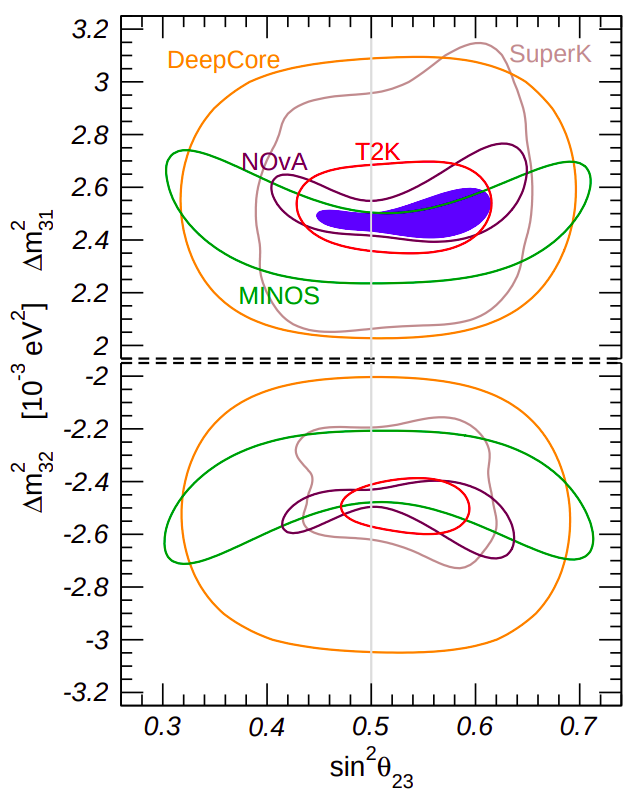 3.2
DeepCore
SuperK
3
2.8
NOvA
T2K
2.6
2.4
2.2
MINOS
2
Δm²₃₁
[10⁻³ eV²]
Δm²₃₂
-2
-2.2
-2.4
-2.6
-2.8
-3
-3.2
0.3 0.4 0.5 0.6 0.7
sin²θ₂₃